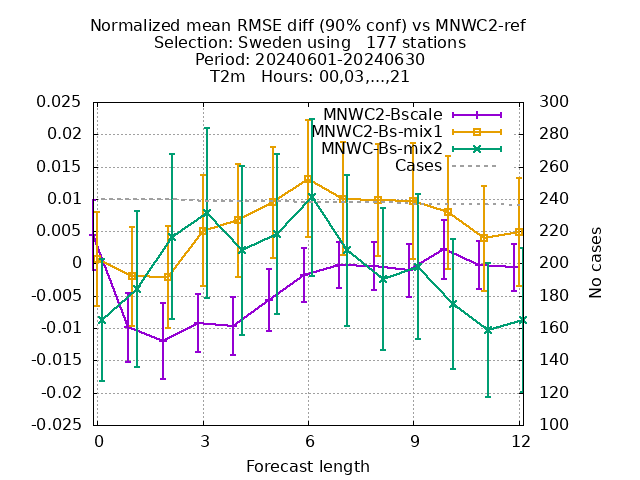 Normalized mean RMSE diff (90% conf) vs MNWC2-ref
Selection: Sweden using   177 stations
Period: 20240601-20240630
T2m   Hours: 00,03,...,21
MNWC2-Bscale
MNWC2-Bs-mix1
MNWC-Bs-mix2
Cases
0.025
0.02
0.015
0.01
0.005
0
-0.005
-0.01
-0.015
-0.02
-0.025
300
280
260
240
220
200
180
160
140
120
100
No cases
0 3 6 9 12
Forecast length